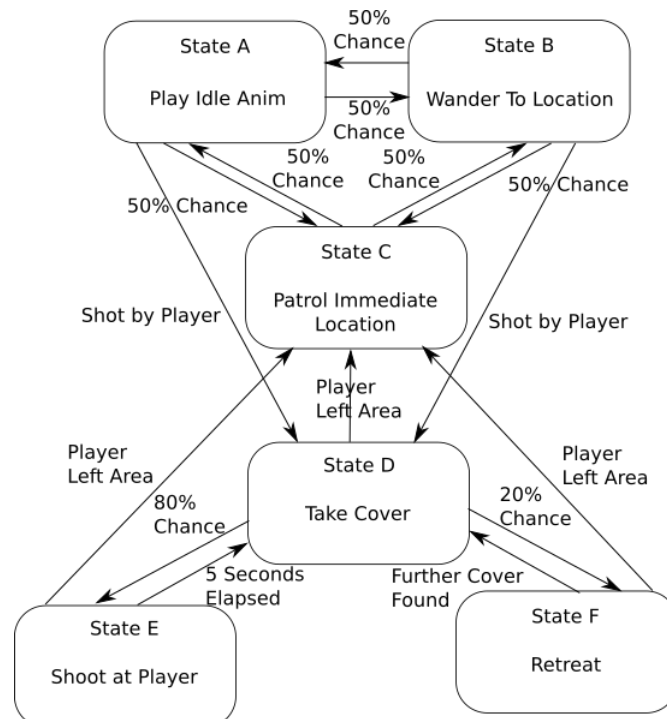 50%
Chance
State A
Play Idle Anim
State B
Wander To Location
50%
Chance
50%
Chance
50%
Chance
50% Chance
50% Chance
State C
Patrol Immediate
Location
Shot by Player
Shot by Player
Player
Left Area
Player
Left Area
Player
Left Area
State D
Take Cover
80%
Chance
20%
Chance
5 Seconds
Elapsed
Further Cover
Found
State E
Shoot at Player
State F
Retreat